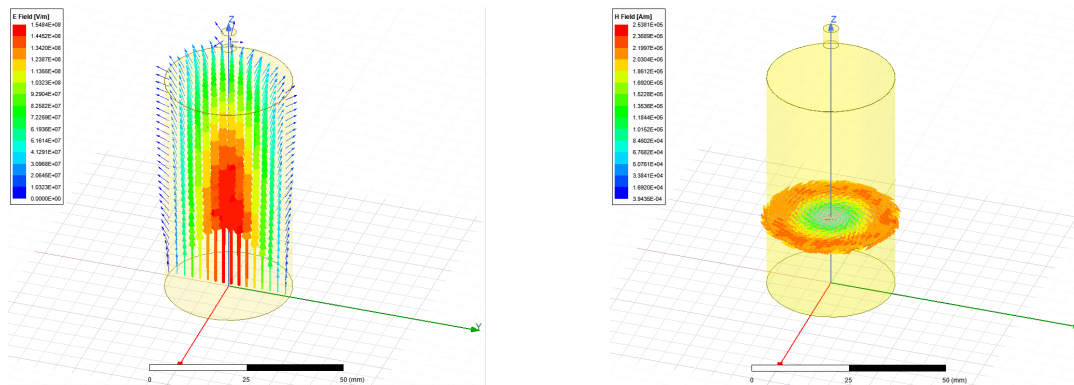 E Field [V/m]
1.5484E+08
1.4452E+08
1.3420E+08
1.2387E+08
1.1355E+08
1.0323E+08
9.2904E+07
8.2582E+07
7.2259E+07
6.1936E+07
5.1614E+07
4.1291E+07
3.0968E+07
2.0646E+07
1.0323E+07
0.0000E+00
Z
Y
0
25
50 (mm)
H Field [A/m]
2.5381E+05
2.3689E+05
2.1997E+05
2.0304E+05
1.8612E+05
1.6920E+05
1.5228E+05
1.3536E+05
1.1844E+05
1.0152E+05
8.4602E+04
6.7682E+04
5.0761E+04
3.3841E+04
1.6920E+04
3.9435E-04
Z
0
25
50 (mm)